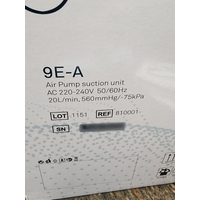 9E-A
Air Pump suction unit
AC 220-240V 50/60Hz
20L/min, 560mmHg/-75kPa
LOT 1151 REF 810001
SN